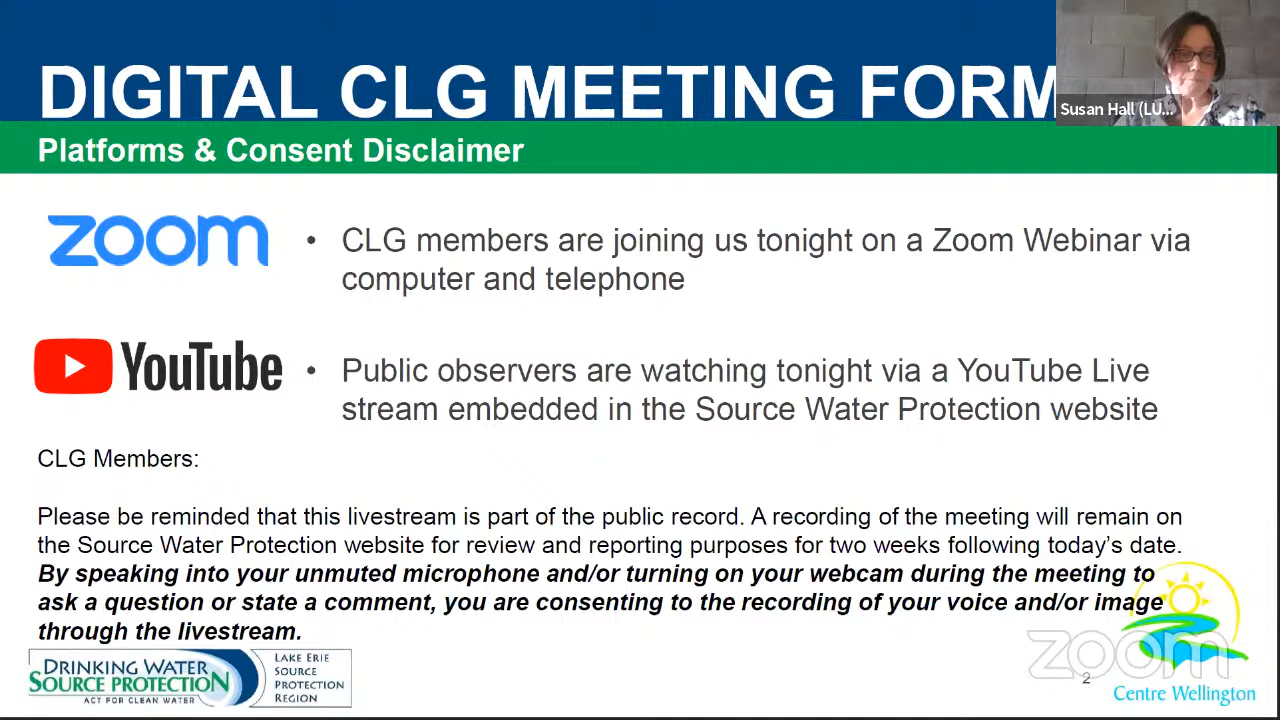 DIGITAL CLG MEETING FORM
Susan Hall (LU...
Platforms & Consent Disclaimer
zoom
• CLG members are joining us tonight on a Zoom Webinar via
computer and telephone
YouTube
• Public observers are watching tonight via a YouTube Live
stream embedded in the Source Water Protection website
CLG Members:
Please be reminded that this livestream is part of the public record. A recording of the meeting will remain on
the Source Water Protection website for review and reporting purposes for two weeks following today's date.
By speaking into your unmuted microphone and/or turning on your webcam during the meeting to
ask a question or state a comment, you are consenting to the recording of your voice and/or image
through the livestream.
DRINKING WATER
SOURCE PROTECTION
ACT FOR CLEAN WATER
LAKE ERIE
SOURCE
PROTECTION
REGION
zoom
2
Centre Wellington